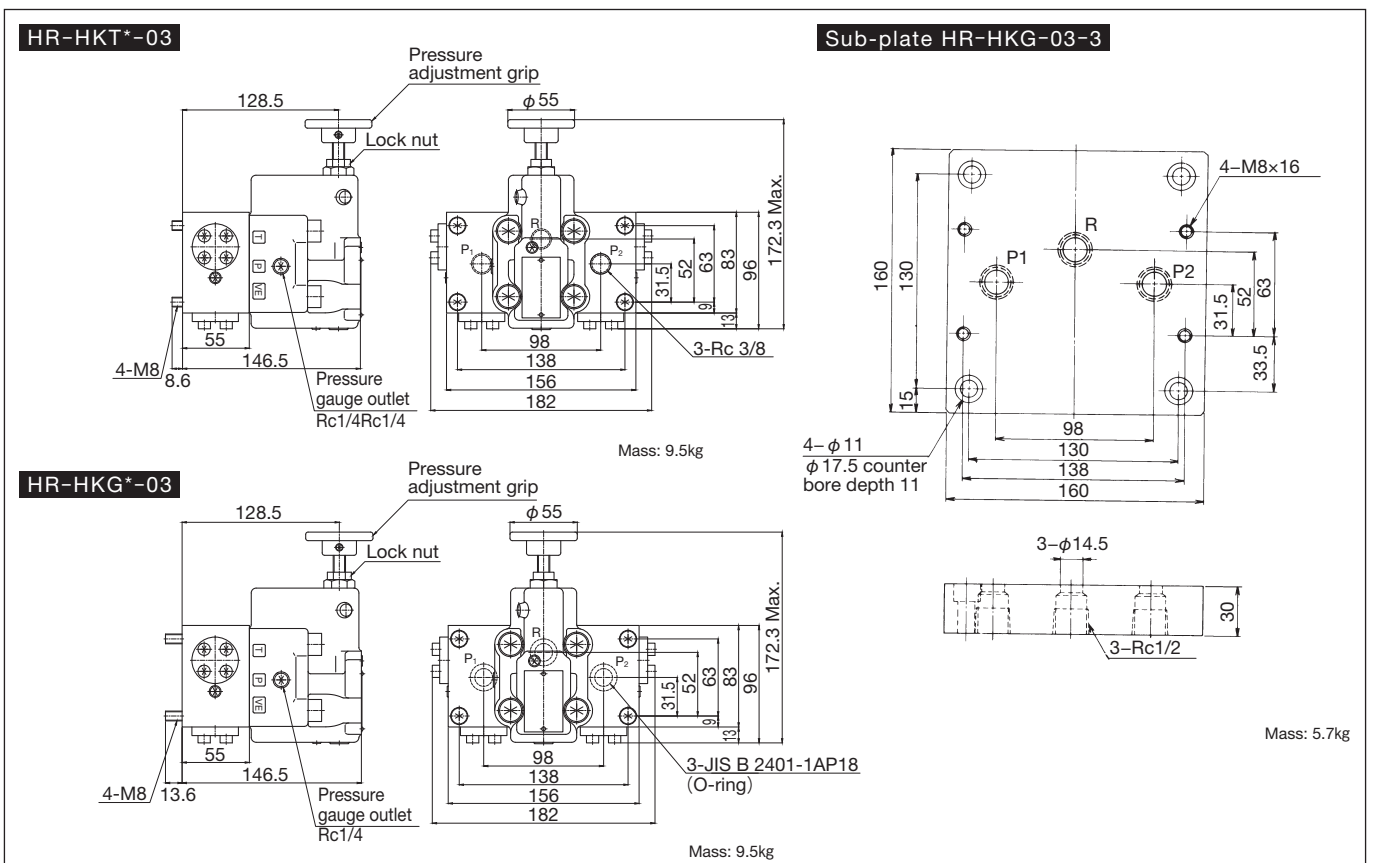 HR-HKT*-03
Pressure
adjustment grip
128.5
φ55
Lock nut
T
P
VE
R
P1
P2
31.5
52
63
83
96
172.3 Max.
9
13
55
146.5
4-M8
8.6
Pressure
gauge outlet
Rc1/4Rc1/4
98
138
156
182
3-Rc 3/8
Mass: 9.5kg
HR-HKG*-03
Pressure
adjustment grip
128.5
φ55
Lock nut
T
P
VE
R
P1
P2
31.5
52
63
83
96
172.3 Max.
9
13
55
146.5
4-M8
13.6
Pressure
gauge outlet
Rc1/4
98
138
156
182
3-JIS B 2401-1AP18
(O-ring)
Mass: 9.5kg
Sub-plate HR-HKG-03-3
4-M8×16
R
P1
P2
160
130
15
31.5
52
63
33.5
98
130
138
160
4-φ11
φ17.5 counter
bore depth 11
3-φ14.5
30
3-Rc1/2
Mass: 5.7kg